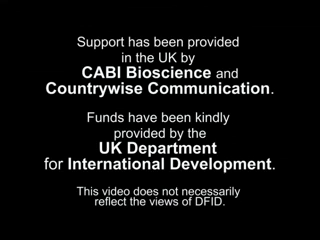 Support has been provided
in the UK by
CABI Bioscience and
Countrywise Communication.
Funds have been kindly
provided by the
UK Department
for International Development.
This video does not necessarily
reflect the views of DFID.